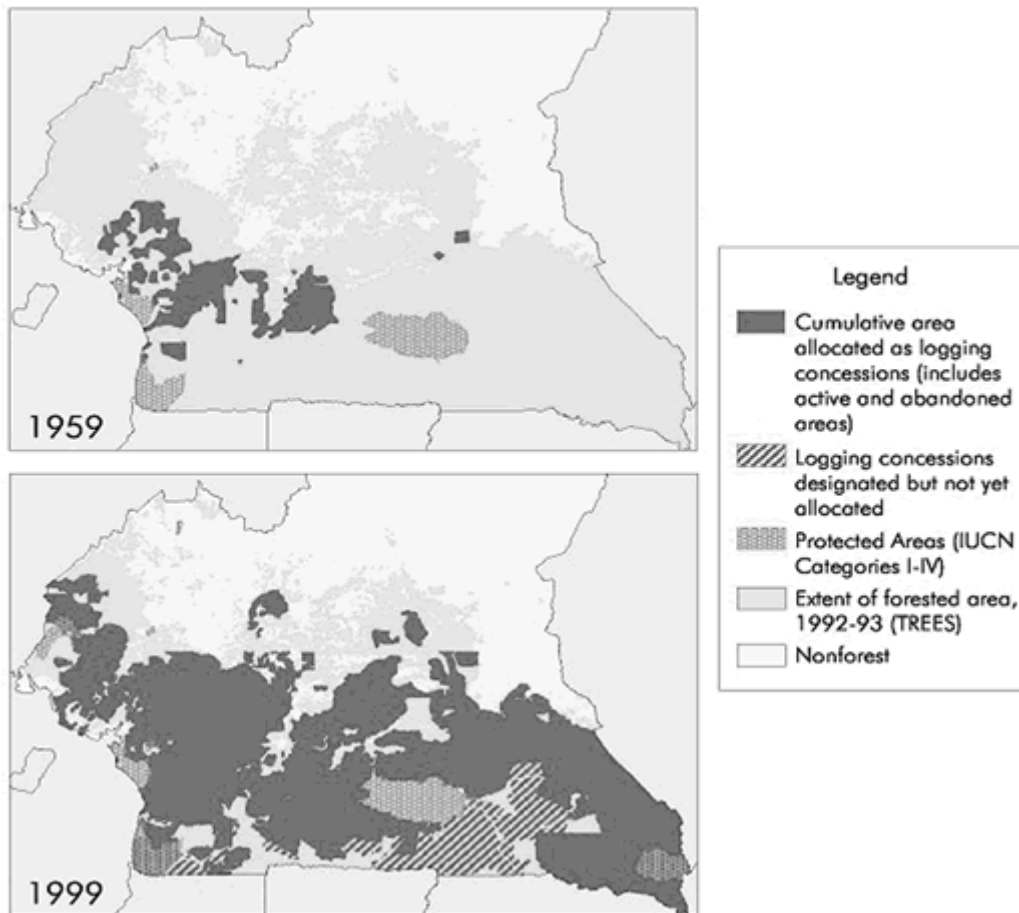 1959
Legend
Cumulative area
allocated as logging
concessions (includes
active and abandoned
areas)
Logging concessions
designated but not yet
allocated
Protected Areas (IUCN
Categories I-IV)
Extent of forested area,
1992-93 (TREES)
Nonforest
1999